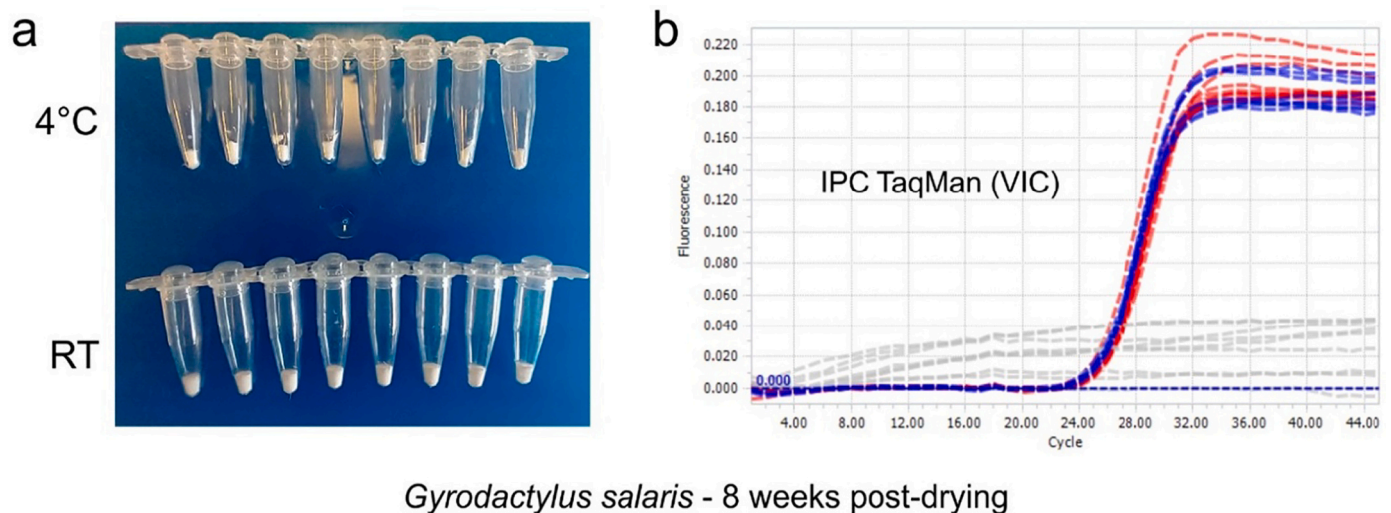 a
4°C
RT
b
0.220
0.200
0.180
0.160
0.140
0.120
0.100
0.080
0.060
0.040
0.020
0.000
Fluorescence
IPC TaqMan (VIC)
0.000
4.00 8.00 12.00 16.00 20.00 24.00 28.00 32.00 36.00 40.00 44.00
Cycle
Gyrodactylus salaris - 8 weeks post-drying